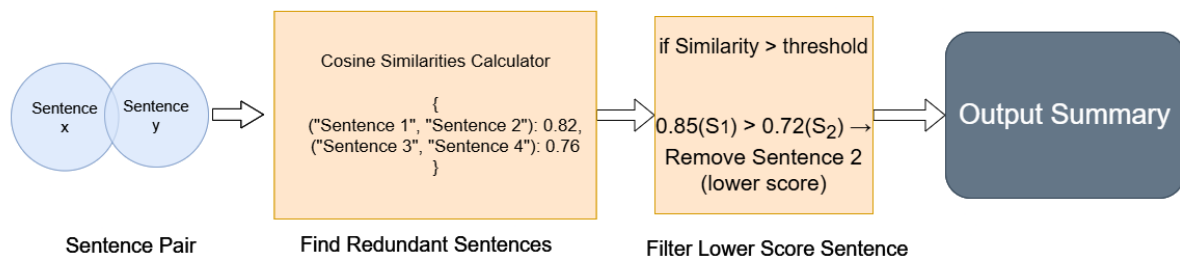 Sentence
x
Sentence
y
Cosine Similarities Calculator
{
("Sentence 1", "Sentence 2"): 0.82,
("Sentence 3", "Sentence 4"): 0.76
}
if Similarity > threshold
0.85(S1) > 0.72(S2) →
Remove Sentence 2
(lower score)
Output Summary
Sentence Pair
Find Redundant Sentences
Filter Lower Score Sentence